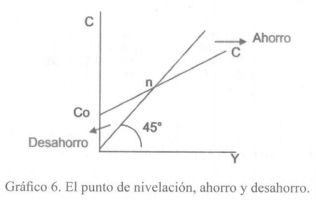 C
Ahorro
C
n
Co
45°
Desahorro
Y
Gráfico 6. El punto de nivelación, ahorro y desahorro.